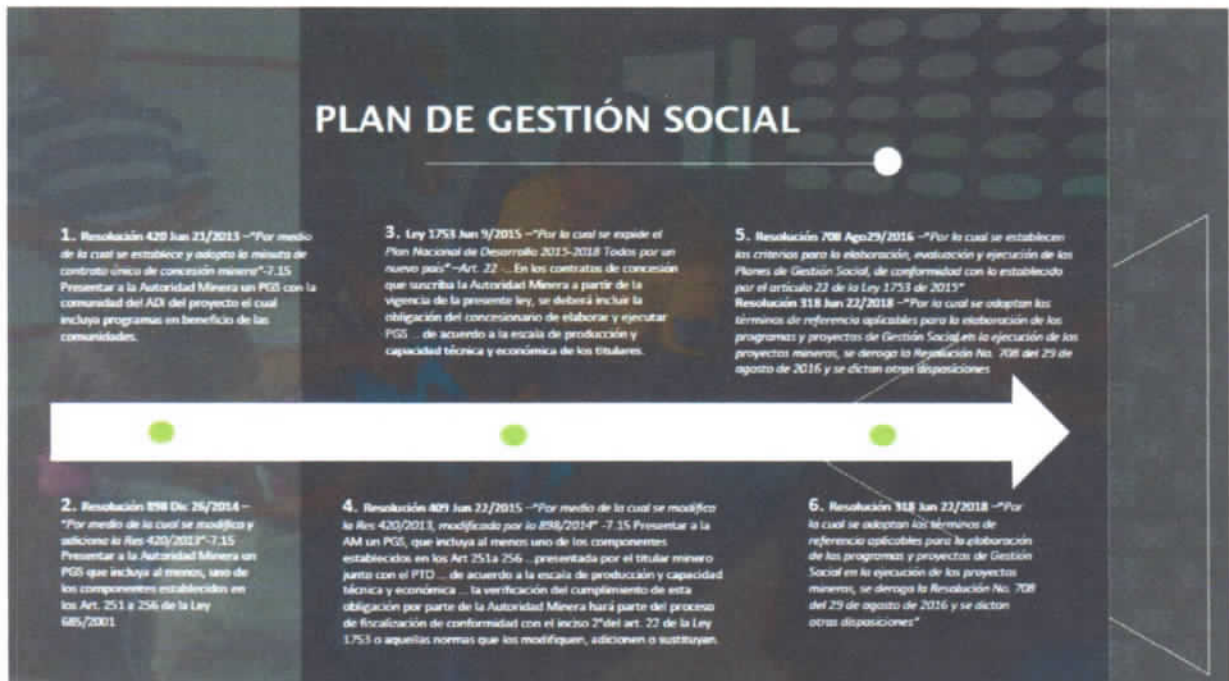 PLAN DE GESTIÓN SOCIAL
1. Resolución 420 Jun 21/2013 –"Por medio
de la cual se establece y adopta la minuta de
contrato único de concesión minera"-7.15
Presentar a la Autoridad Minera un PGS con la
comunidad del ADI del proyecto el cual
incluya programas en beneficio de las
comunidades.
2. Resolución 898 Dic 26/2014 –
"Por medio de la cual se modifica y
adiciona la Res 420/2013"-7.15
Presentar a la Autoridad Minera un
PGS que incluya al menos, uno de
los componentes establecidos en
los Art. 251 a 256 de la Ley
685/2001
3. Ley 1753 Jun 9/2015 –"Por la cual se expide el
Plan Nacional de Desarrollo 2015-2018 Todos por un
nuevo país" –Art. 22 ... En los contratos de concesión
que suscriba la Autoridad Minera a partir de la
vigencia de la presente ley, se deberá incluir la
obligación del concesionario de elaborar y ejecutar
PGS ... de acuerdo a la escala de producción y
capacidad técnica y económica de los titulares.
4. Resolución 409 Jun 22/2015 –"Por medio de la cual se modifica
la Res 420/2013, modificada por la 898/2014" -7.15 Presentar a la
AM un PGS, que incluya al menos uno de los componentes
establecidos en los Art 251a 256 ... presentada por el titular minero
junto con el PTO ... de acuerdo a la escala de producción y capacidad
técnica y económica ... la verificación del cumplimiento de esta
obligación por parte de la Autoridad Minera hará parte del proceso
de fiscalización de conformidad con el inciso 2°del art. 22 de la Ley
1753 o aquellas normas que los modifiquen, adicionen o sustituyan.
5. Resolución 708 Ago29/2016 –"Por la cual se establecen
los criterios para la elaboración, evaluación y ejecución de los
Planes de Gestión Social, de conformidad con lo establecido
por el artículo 22 de la Ley 1753 de 2015"
Resolución 318 Jun 22/2018 –"Por la cual se adoptan los
términos de referencia aplicables para la elaboración de los
programas y proyectos de Gestión Social en la ejecución de los
proyectos mineros, se deroga la Resolución No. 708 del 29 de
agosto de 2016 y se dictan otras disposiciones
6. Resolución 318 Jun 22/2018 –"Por
la cual se adoptan los términos de
referencia aplicables para la elaboración
de los programas y proyectos de Gestión
Social en la ejecución de los proyectos
mineros, se deroga la Resolución No. 708
del 29 de agosto de 2016 y se dictan
otras disposiciones"